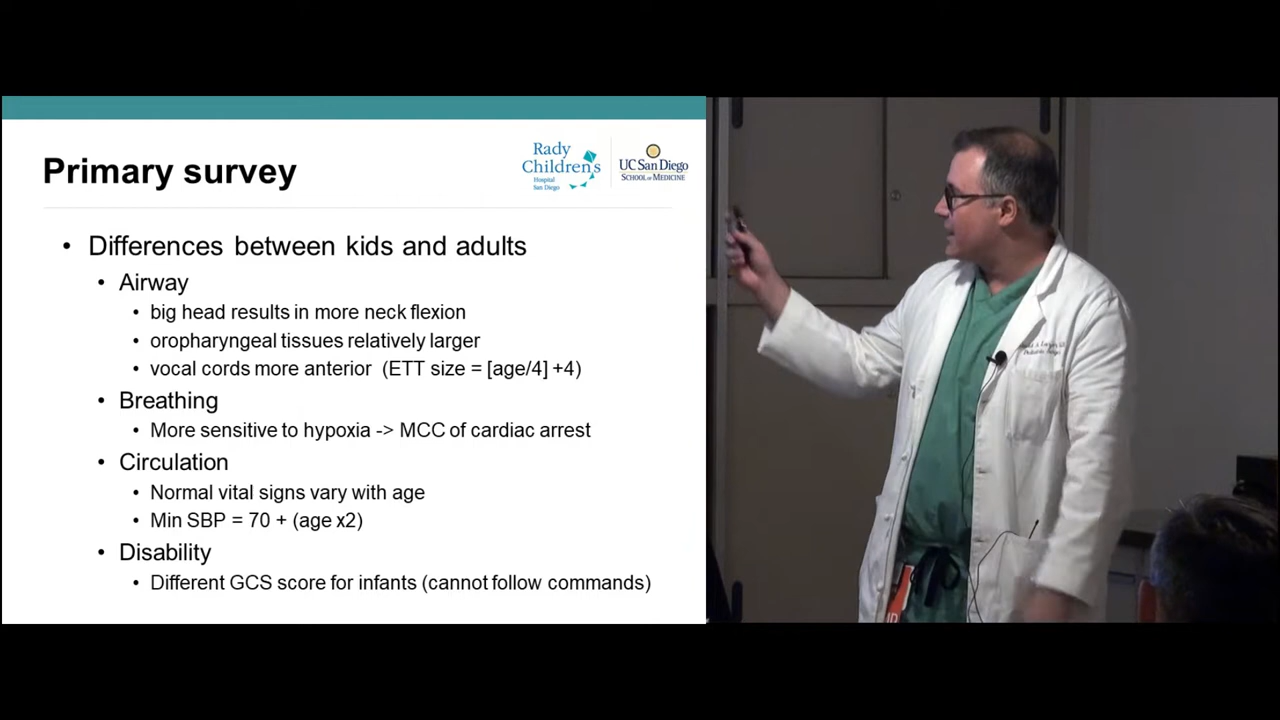 Primary survey
Rady
Children's
Hospital
San Diego
UC San Diego
SCHOOL OF MEDICINE
• Differences between kids and adults
• Airway
• big head results in more neck flexion
• oropharyngeal tissues relatively larger
• vocal cords more anterior (ETT size = [age/4] +4)
• Breathing
• More sensitive to hypoxia -> MCC of cardiac arrest
• Circulation
• Normal vital signs vary with age
• Min SBP = 70 + (age x2)
• Disability
• Different GCS score for infants (cannot follow commands)